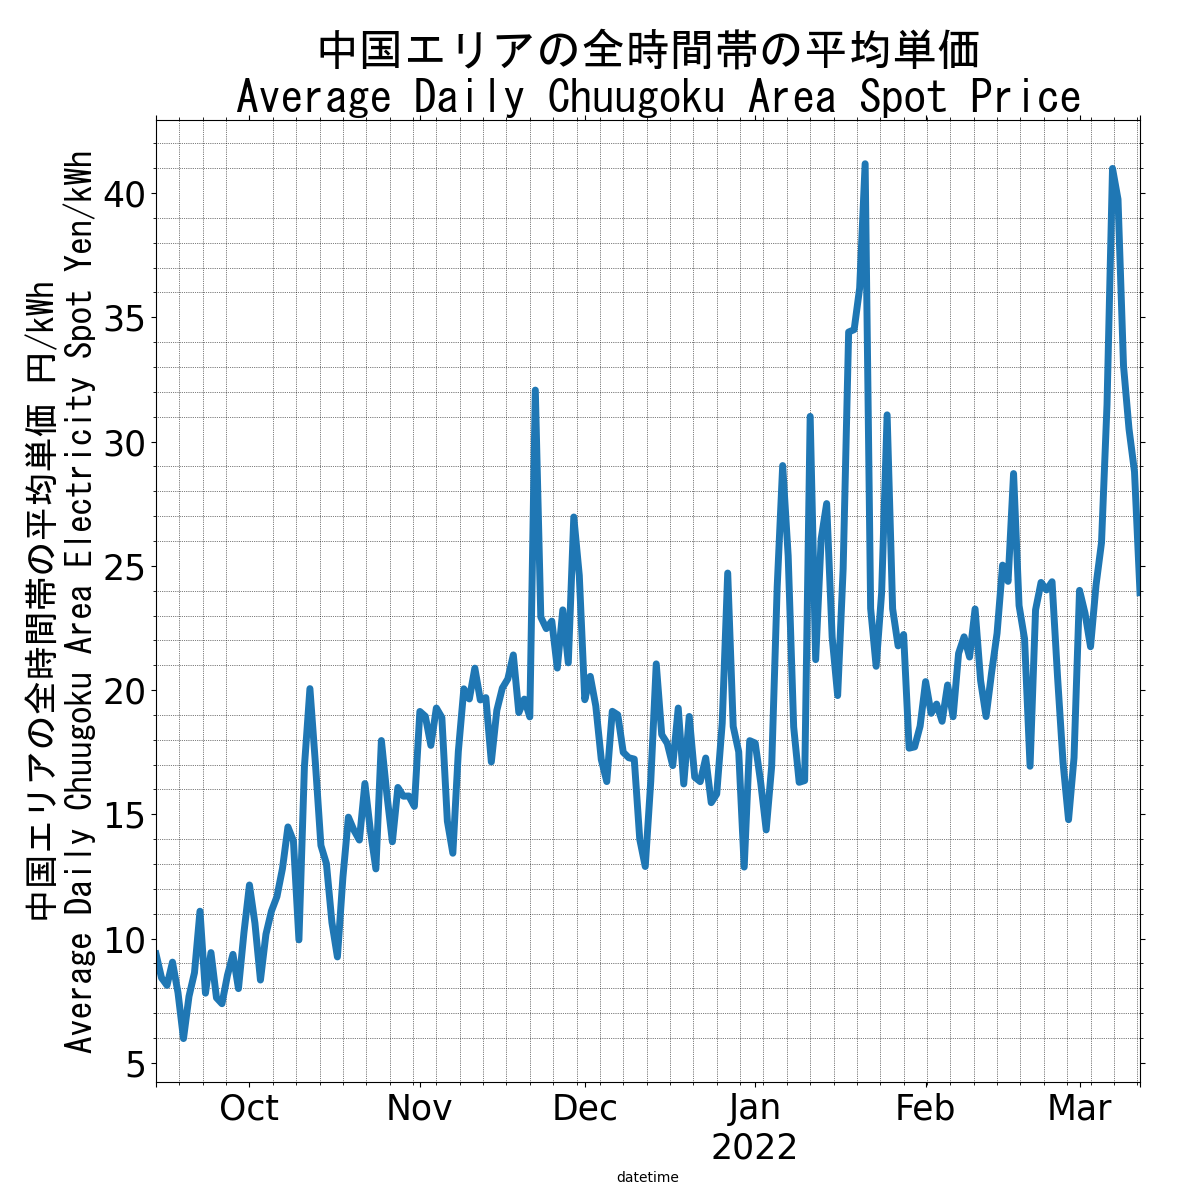 中国エリアの全時間帯の平均単価
Average Daily Chuugoku Area Spot Price
中国エリアの全時間帯の平均単価 円/kWh
Average Daily Chuugoku Area Electricity Spot Yen/kWh
40
35
30
25
20
15
10
5
Oct
Nov
Dec
Jan
Feb
Mar
2022
datetime